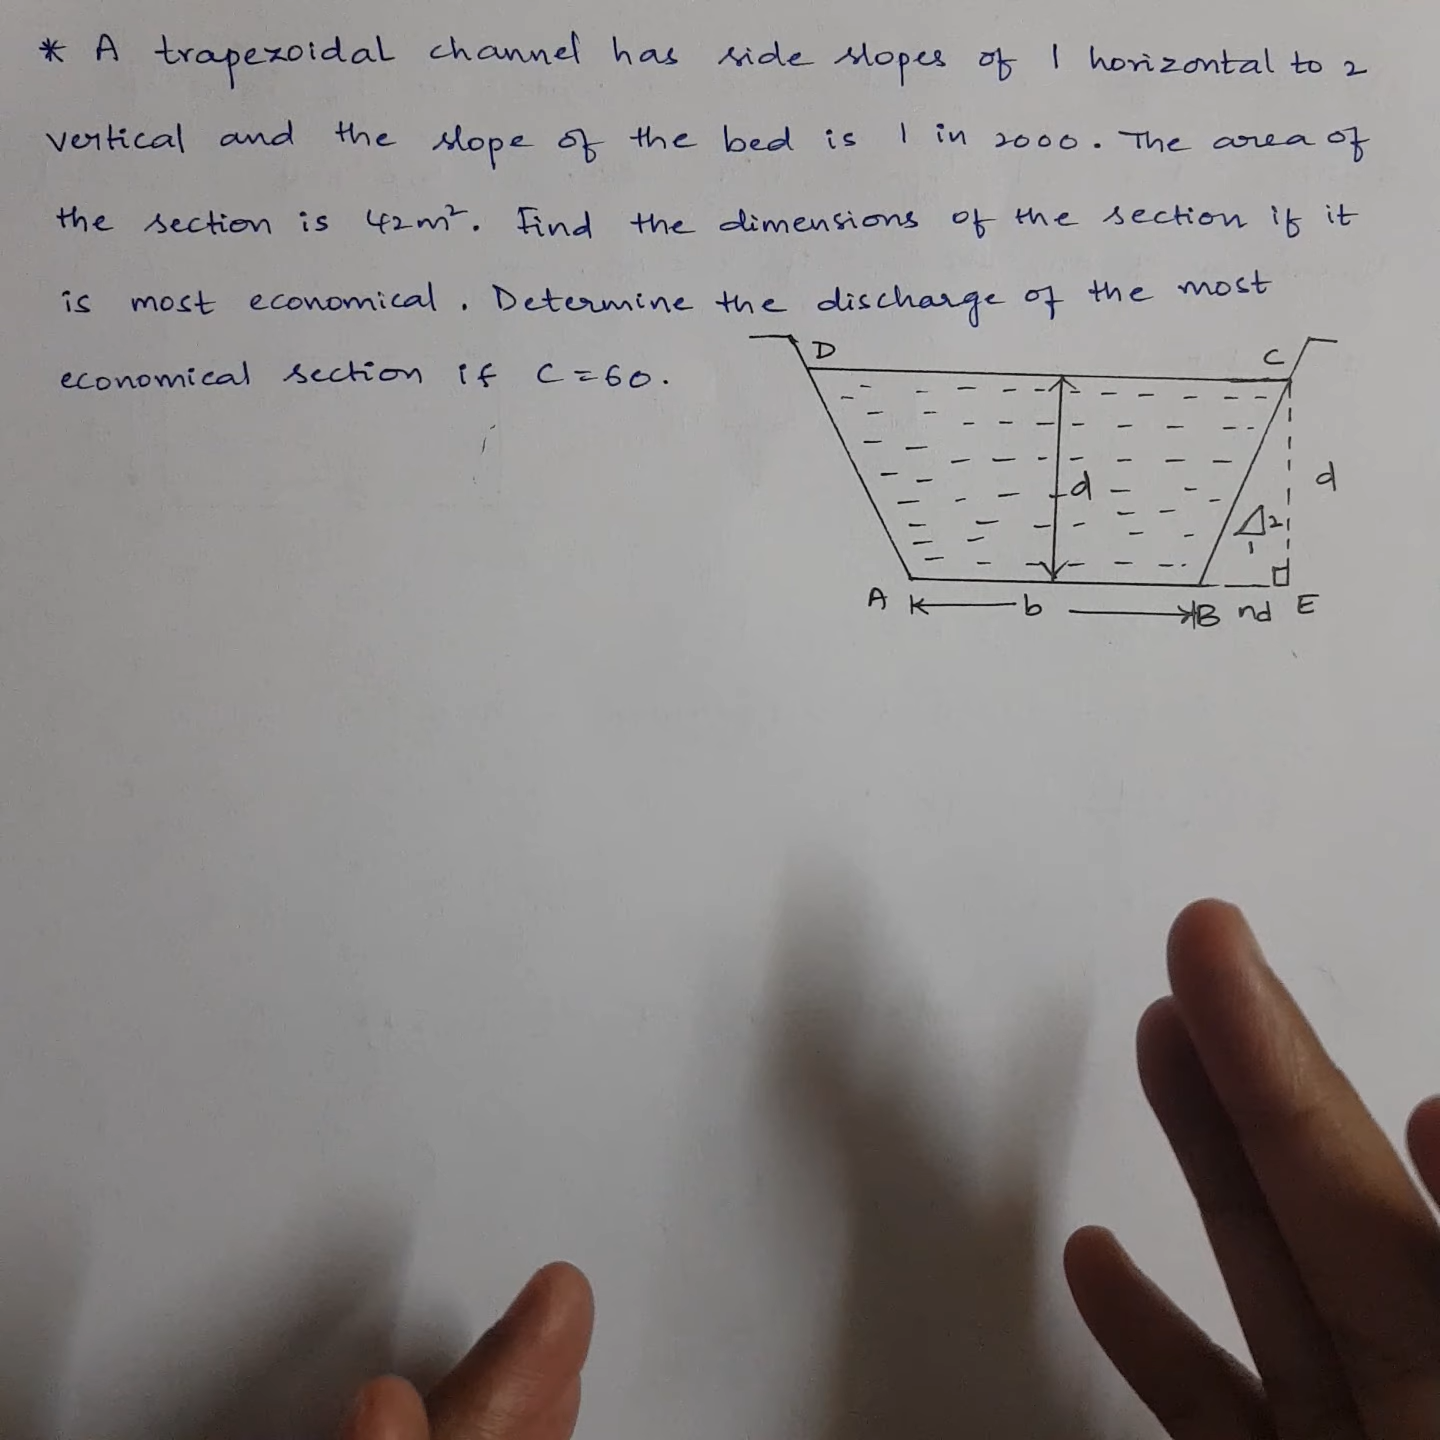 * A trapezoidal channel has side slopes of 1 horizontal to 2
vertical and the slope of the bed is 1 in 2000. The area of
the section is 42m². Find the dimensions of the section if it
is most economical. Determine the discharge of the most
economical section if C=60.
D
C
d
d
2
1
A
b
B
nd
E